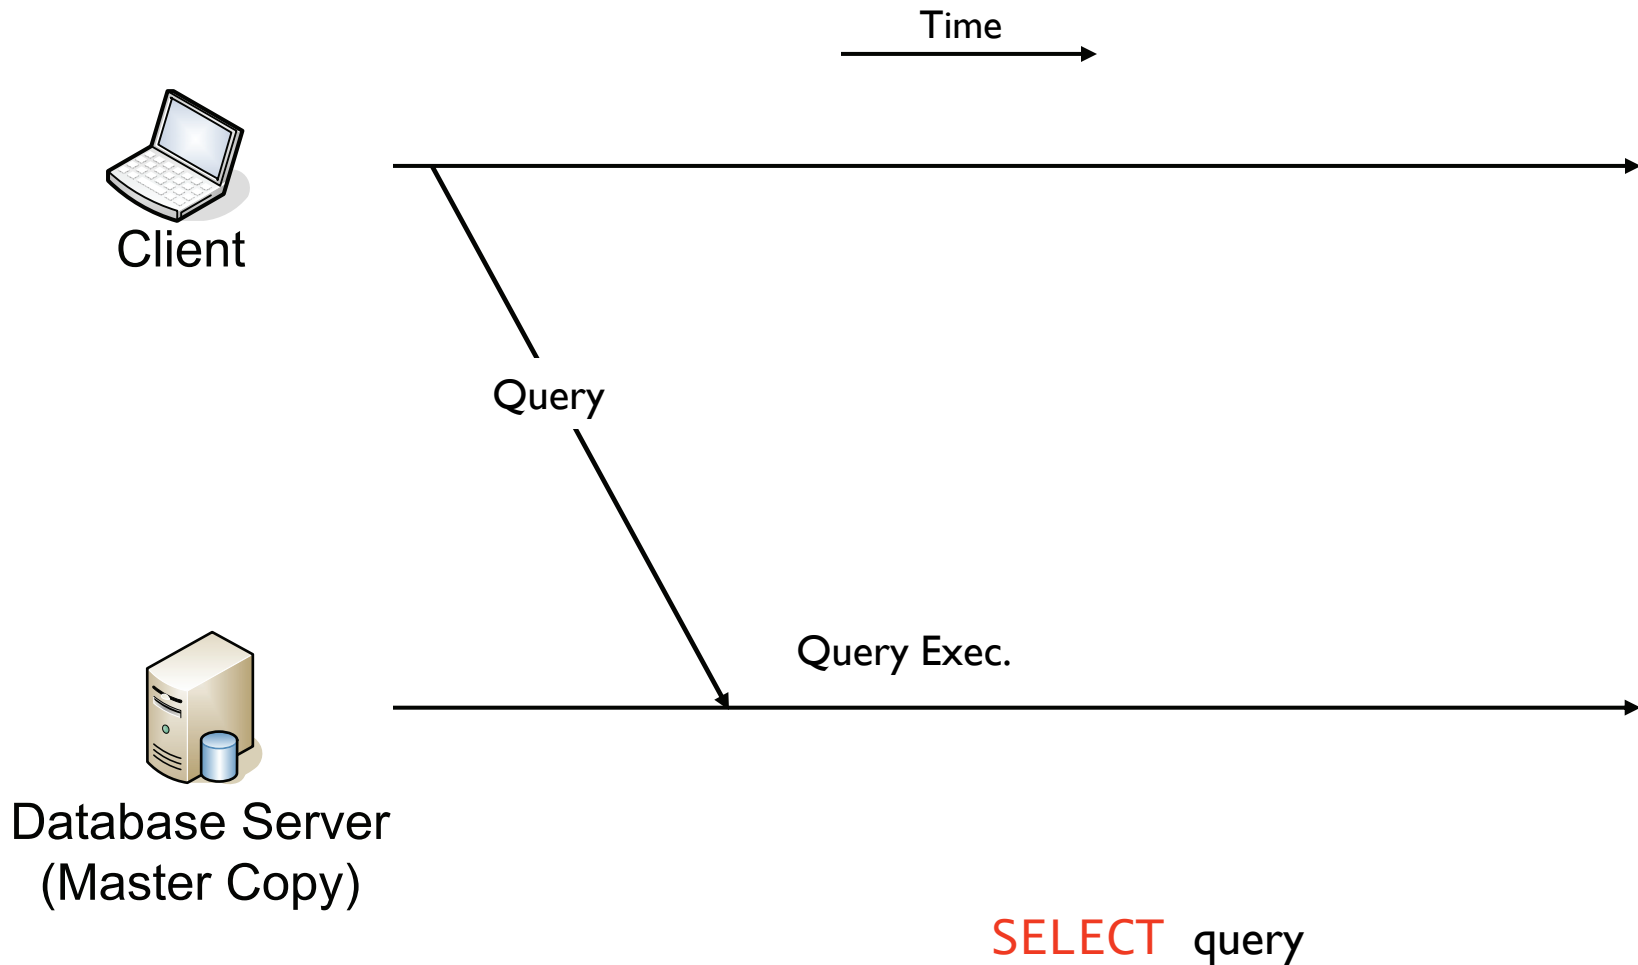 Time
Client
Query
Query Exec.
Database Server
(Master Copy)
SELECT query